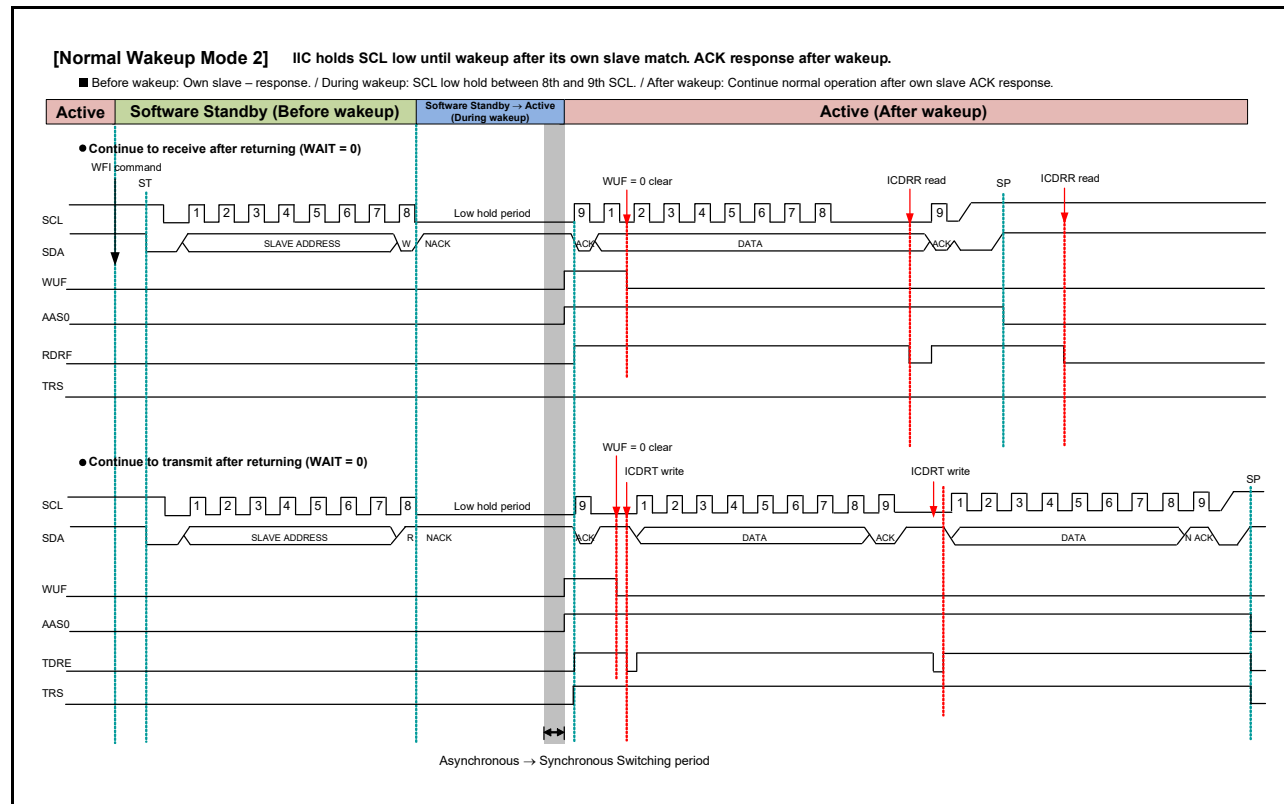 [Normal Wakeup Mode 2] IIC holds SCL low until wakeup after its own slave match. ACK response after wakeup.
■ Before wakeup: Own slave – response. / During wakeup: SCL low hold between 8th and 9th SCL. / After wakeup: Continue normal operation after own slave ACK response.
Active Software Standby (Before wakeup) Software Standby → Active (During wakeup) Active (After wakeup)
● Continue to receive after returning (WAIT = 0)
WFI command
ST WUF = 0 clear ICDRR read SP ICDRR read
SCL 1 2 3 4 5 6 7 8 Low hold period 9 1 2 3 4 5 6 7 8 9
SDA SLAVE ADDRESS W NACK ACK DATA ACK
WUF
AAS0
RDRF
TRS
WUF = 0 clear
● Continue to transmit after returning (WAIT = 0)
ICDRT write ICDRT write SP
SCL 1 2 3 4 5 6 7 8 Low hold period 9 1 2 3 4 5 6 7 8 9 1 2 3 4 5 6 7 8 9
SDA SLAVE ADDRESS R NACK ACK DATA ACK DATA N ACK
WUF
AAS0
TDRE
TRS
Asynchronous → Synchronous Switching period